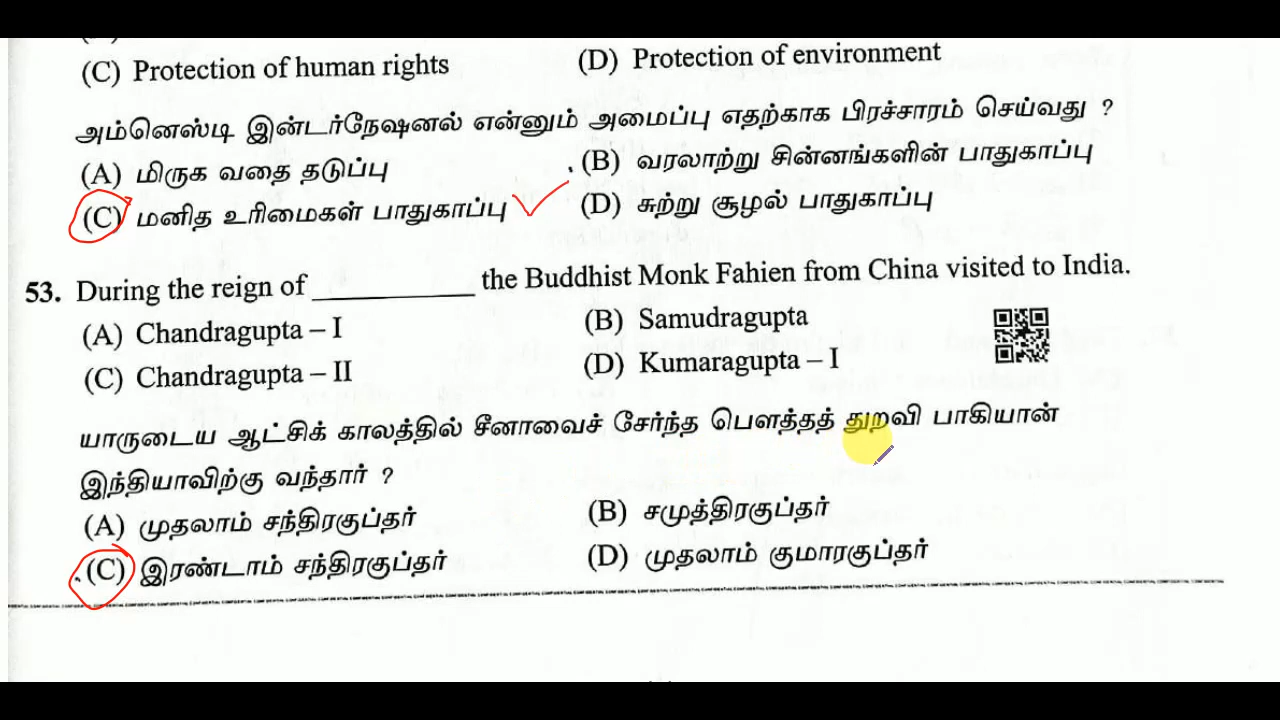 (C) Protection of human rights (D) Protection of environment
அம்னெஸ்டி இன்டர்நேஷனல் என்னும் அமைப்பு எதற்காக பிரச்சாரம் செய்வது ?
(A) மிருக வதை தடுப்பு (B) வரலாற்று சின்னங்களின் பாதுகாப்பு
(C) மனித உரிமைகள் பாதுகாப்பு (D) சுற்று சூழல் பாதுகாப்பு
53. During the reign of ____________ the Buddhist Monk Fahien from China visited to India.
(A) Chandragupta – I (B) Samudragupta
(C) Chandragupta – II (D) Kumaragupta – I
யாருடைய ஆட்சிக் காலத்தில் சீனாவைச் சேர்ந்த பௌத்தத் துறவி பாகியான்
இந்தியாவிற்கு வந்தார் ?
(A) முதலாம் சந்திரகுப்தர் (B) சமுத்திரகுப்தர்
(C) இரண்டாம் சந்திரகுப்தர் (D) முதலாம் குமாரகுப்தர்